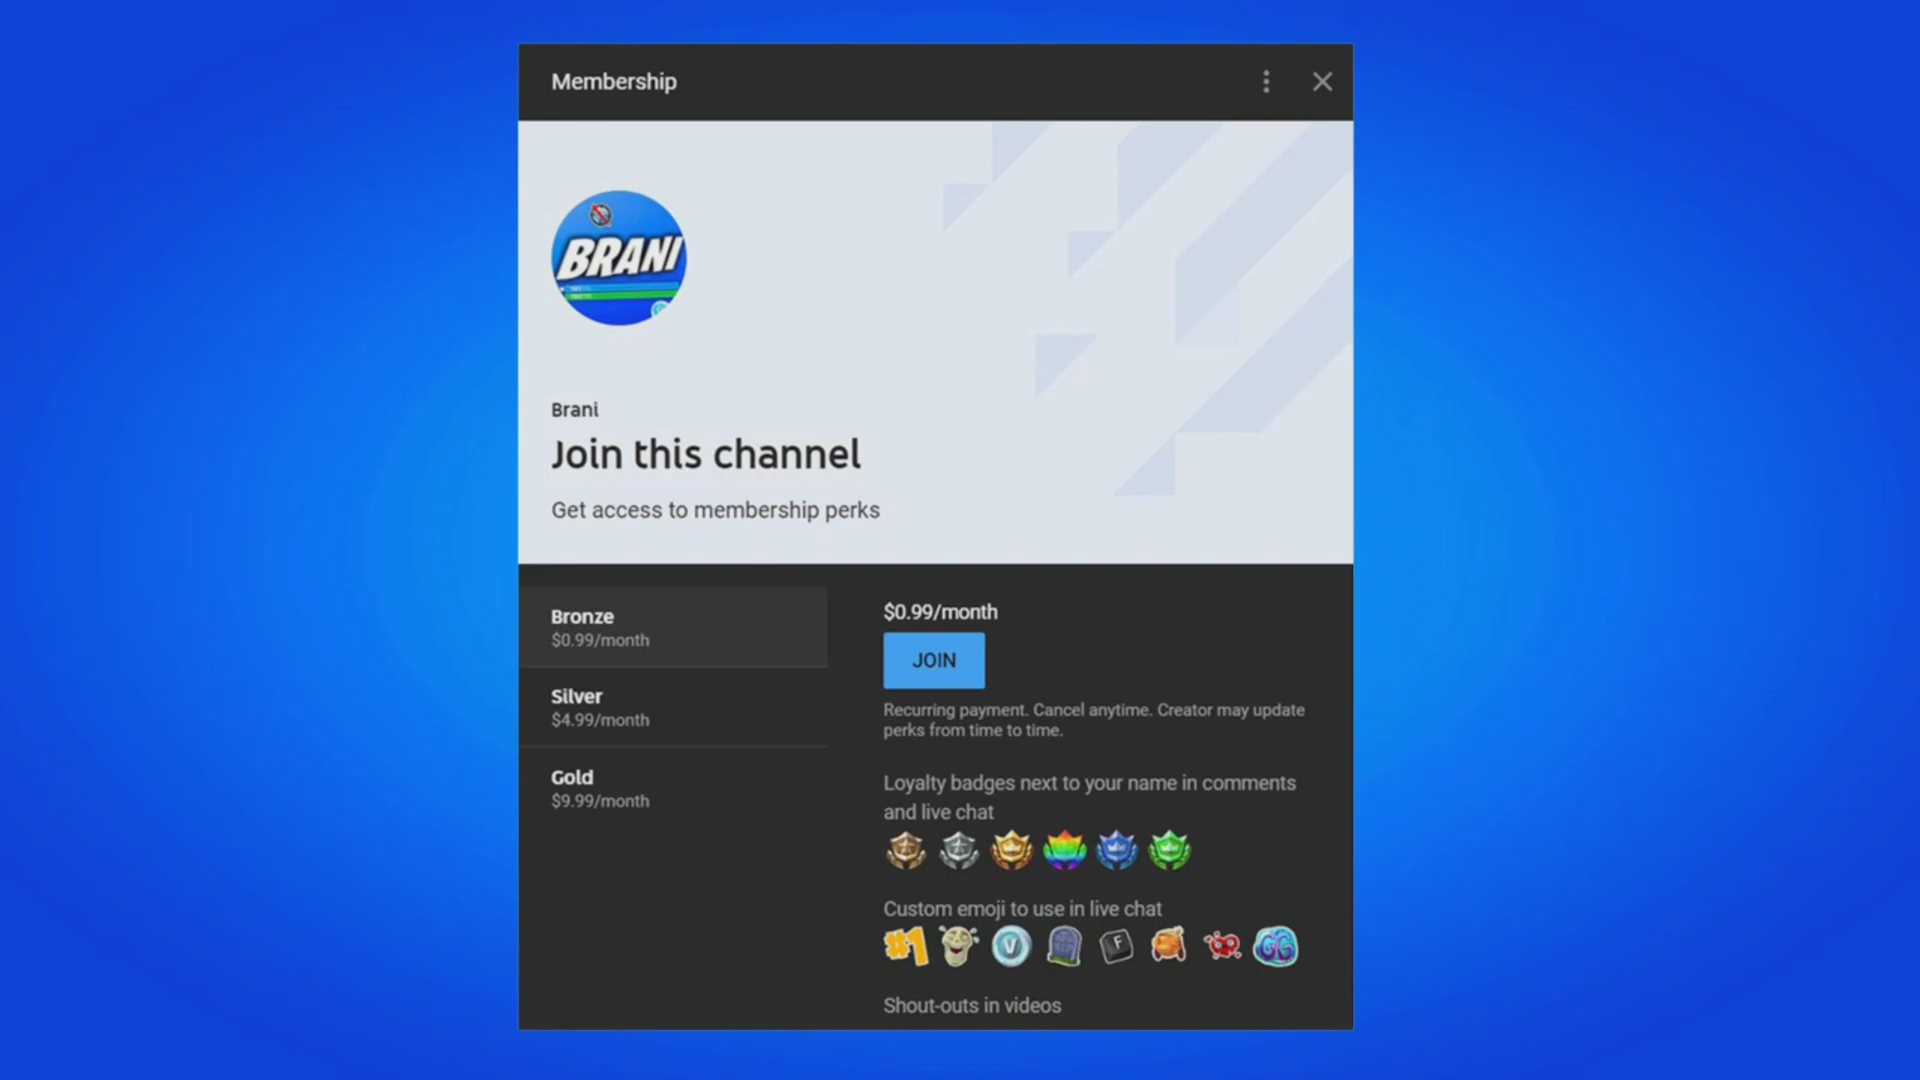 Membership
BRANI
Brani
Join this channel
Get access to membership perks
Bronze
$0.99/month
Silver
$4.99/month
Gold
$9.99/month
$0.99/month
JOIN
Recurring payment. Cancel anytime. Creator may update
perks from time to time.
Loyalty badges next to your name in comments
and live chat
Custom emoji to use in live chat
#1
V
F
GG
Shout-outs in videos